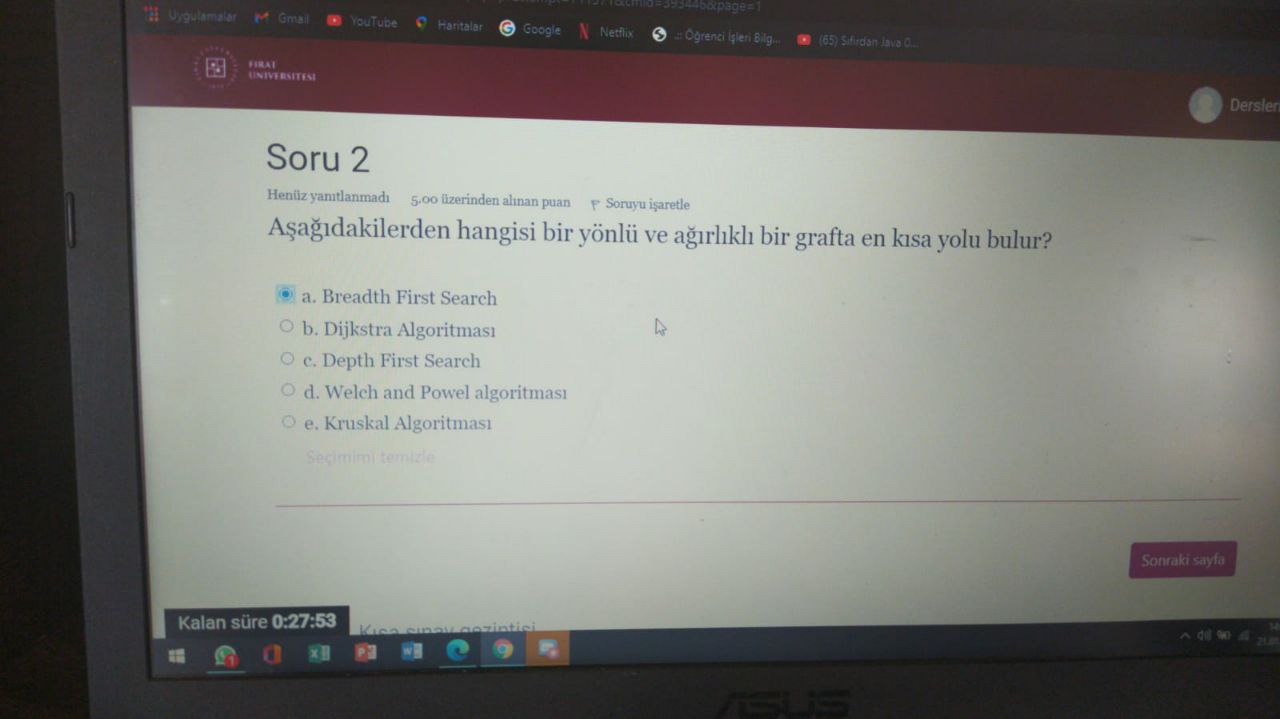 =393446&page=1
Uygulamalar Gmail YouTube Haritalar Google Netflix .:: Öğrenci İşleri Bilg... (65) Sıfırdan Java
FIRAT
ÜNİVERSİTESİ
Dersler
Soru 2
Henüz yanıtlanmadı 5,00 üzerinden alınan puan Soruyu işaretle
Aşağıdakilerden hangisi bir yönlü ve ağırlıklı bir grafta en kısa yolu bulur?
a. Breadth First Search
b. Dijkstra Algoritması
c. Depth First Search
d. Welch and Powel algoritması
e. Kruskal Algoritması
Seçimimi temizle
Sonraki sayfa
Kalan süre 0:27:53
Kısa sınav gezintisi
ASUS